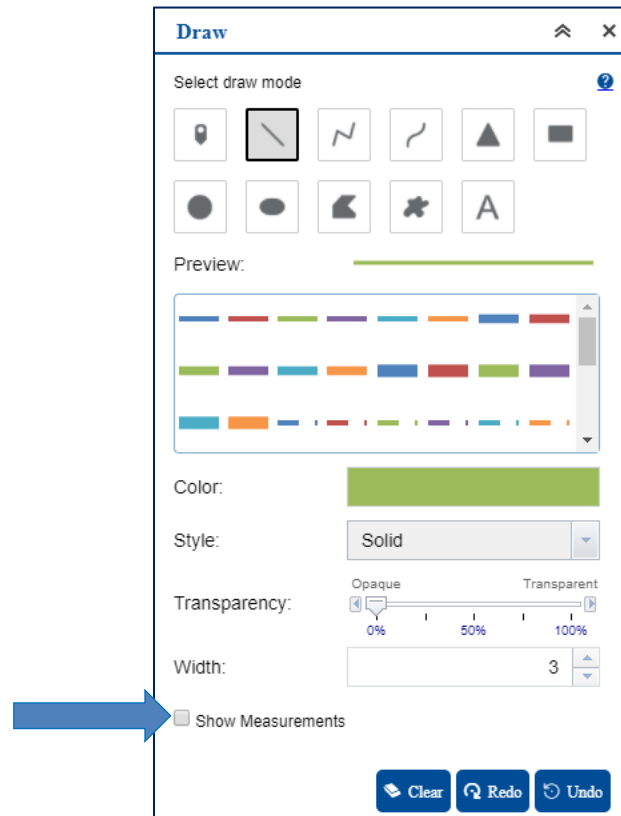 Draw
Select draw mode
A
Preview:
Color:
Style: Solid
Opaque Transparent
Transparency:
0% 50% 100%
Width: 3
Show Measurements
Clear Redo Undo